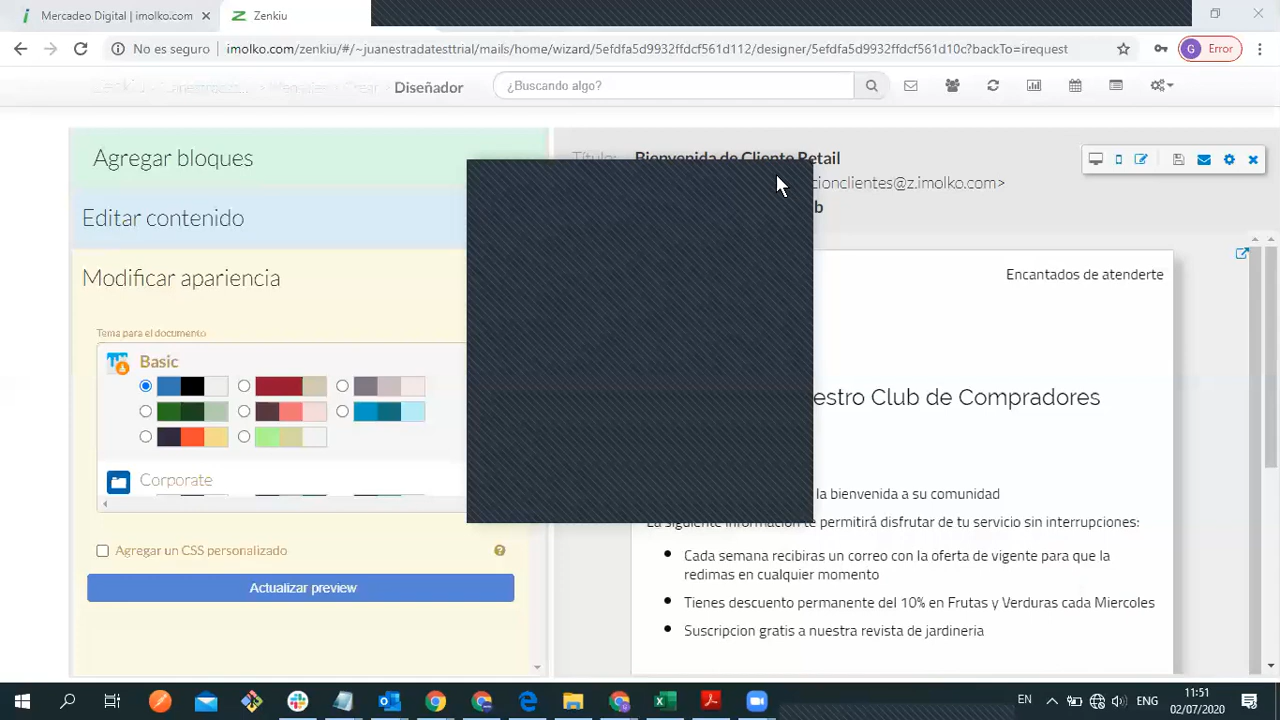 Mercadeo Digital | imolko.com
Zenkiu
No es seguro
imolko.com/zenkiu/#/~juanestradatesttrial/mails/home/wizard/5efdfa5d9932ffdcf561d112/designer/5efdfa5d9932ffdcf561d10c?backTo=irequest
G Error
Diseñador
¿Buscando algo?
Agregar bloques
Editar contenido
Modificar apariencia
Tema para el documento
Basic
Corporate
Agregar un CSS personalizado
Actualizar preview
Título:
Bienvenida de Cliente Retail
cionclientes@z.imolko.com>
b
Encantados de atenderte
estro Club de Compradores
la bienvenida a su comunidad
La siguiente información te permitirá disfrutar de tu servicio sin interrupciones:
Cada semana recibiras un correo con la oferta de vigente para que la
redimas en cualquier momento
Tienes descuento permanente del 10% en Frutas y Verduras cada Miercoles
Suscripcion gratis a nuestra revista de jardineria
EN
ENG
11:51
02/07/2020